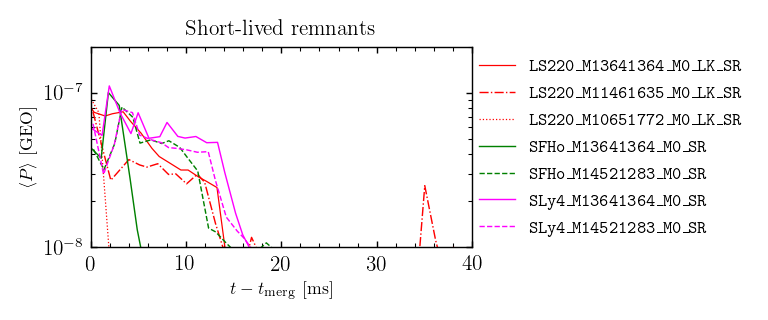 Short-lived remnants
⟨P⟩ [GEO]
10⁻⁷
10⁻⁸
0 10 20 30 40
t − t_merg [ms]
LS220_M13641364_M0_LK_SR
LS220_M11461635_M0_LK_SR
LS220_M10651772_M0_LK_SR
SFHo_M13641364_M0_SR
SFHo_M14521283_M0_SR
SLy4_M13641364_M0_SR
SLy4_M14521283_M0_SR